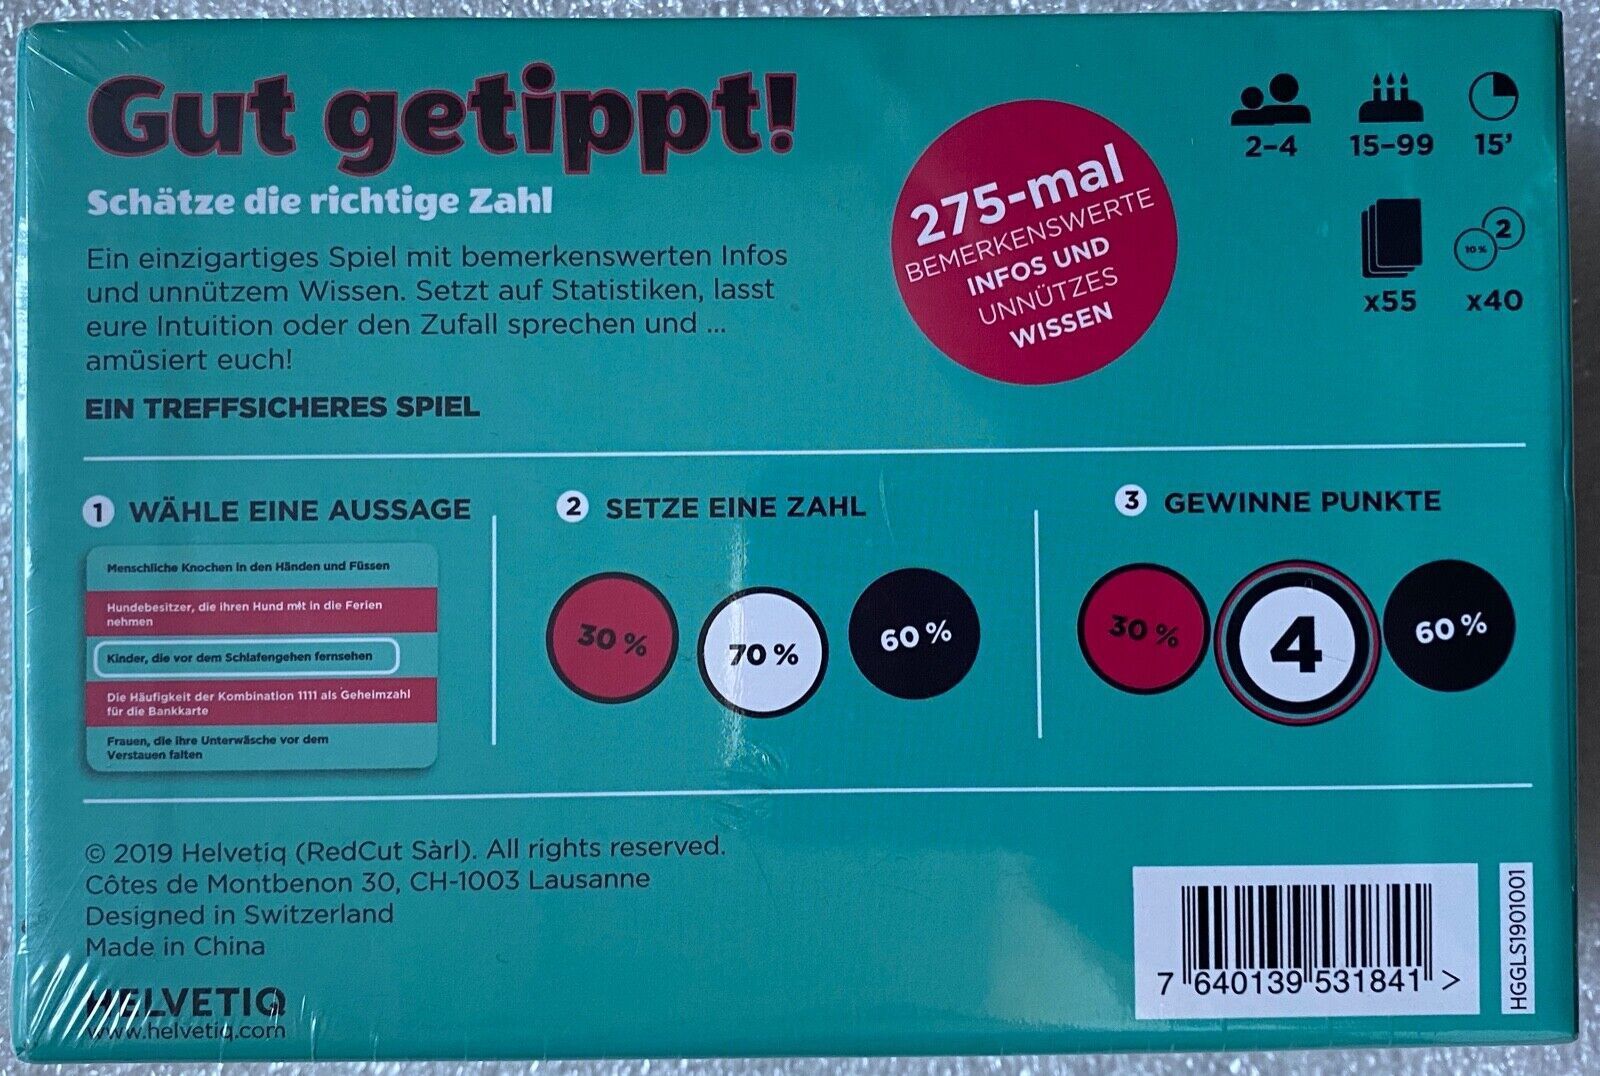 Gut getippt!
Schätze die richtige Zahl
Ein einzigartiges Spiel mit bemerkenswerten Infos
und unnützem Wissen. Setzt auf Statistiken, lasst
eure Intuition oder den Zufall sprechen und ...
amüsiert euch!
EIN TREFFSICHERES SPIEL
275-mal
BEMERKENSWERTE
INFOS UND
UNNÜTZES
WISSEN
2-4 15-99 15'
10 % 2
x55 x40
1 WÄHLE EINE AUSSAGE
Menschliche Knochen in den Händen und Füssen
Hundebesitzer, die ihren Hund mit in die Ferien
nehmen
Kinder, die vor dem Schlafengehen fernsehen
Die Häufigkeit der Kombination 1111 als Geheimzahl
für die Bankkarte
Frauen, die ihre Unterwäsche vor dem
Verstauen falten
2 SETZE EINE ZAHL
30 % 70 % 60 %
3 GEWINNE PUNKTE
30 % 4 60 %
© 2019 Helvetiq (RedCut Sàrl). All rights reserved.
Côtes de Montbenon 30, CH-1003 Lausanne
Designed in Switzerland
Made in China
HELVETIQ
www.helvetiq.com
7 640139 531841 >
HGGLS1901001